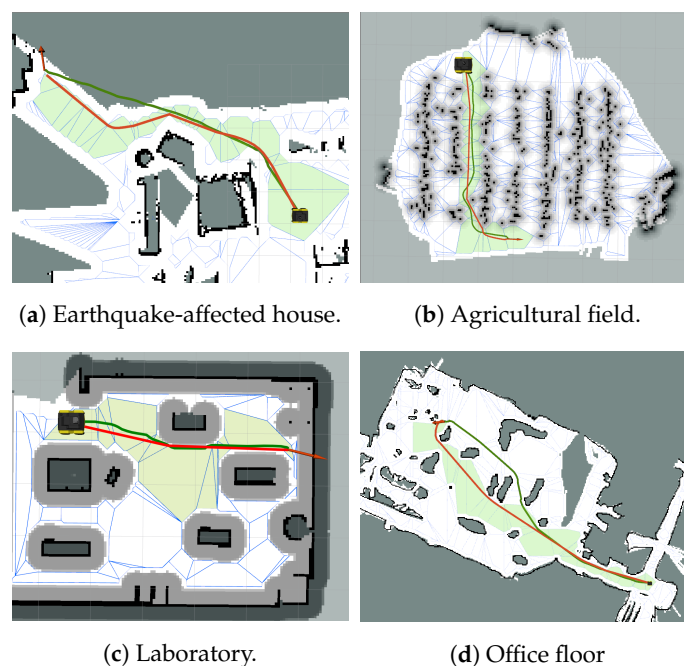 (a) Earthquake-affected house.
(b) Agricultural field.
(c) Laboratory.
(d) Office floor